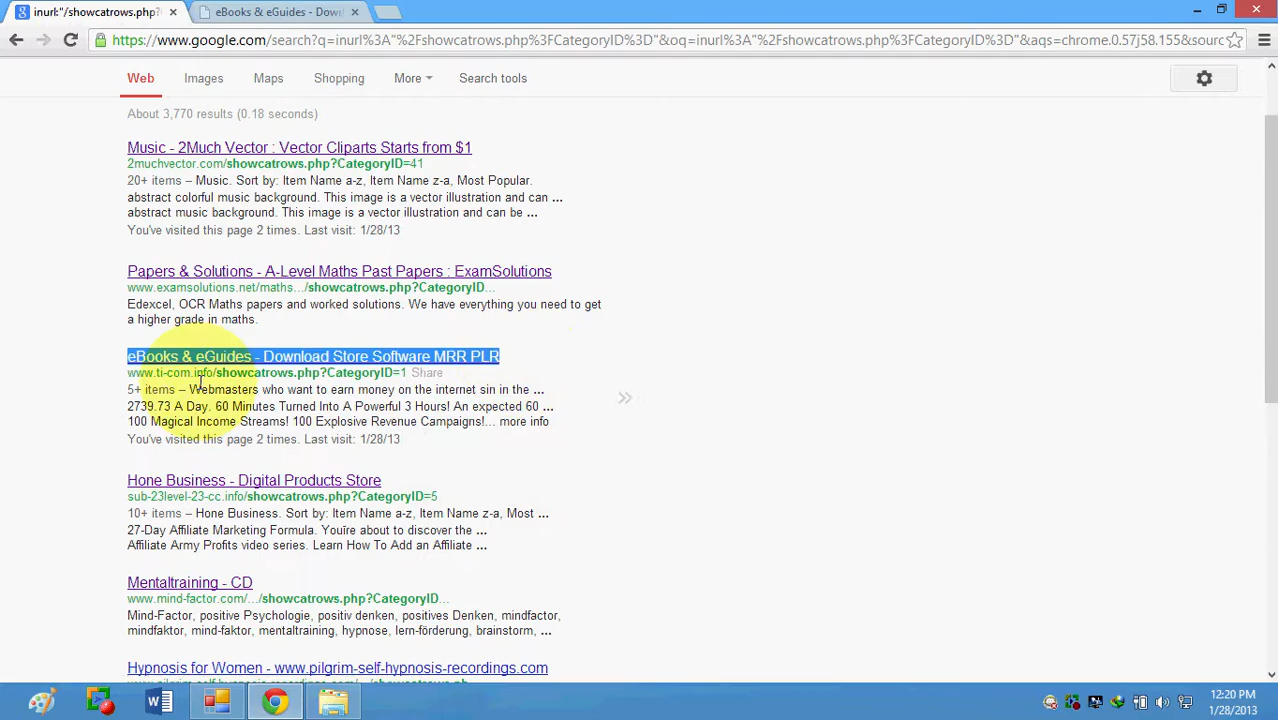 inurl:"/showcatrows.php?
eBooks & eGuides - Down
https://www.google.com/search?q=inurl%3A"%2Fshowcatrows.php%3FCategoryID%3D"&oq=inurl%3A"%2Fshowcatrows.php%3FCategoryID%3D"&aqs=chrome.0.57j58.155&sourc
Web Images Maps Shopping More Search tools
About 3,770 results (0.18 seconds)
Music - 2Much Vector : Vector Cliparts Starts from $1
2muchvector.com/showcatrows.php?CategoryID=41
20+ items – Music. Sort by: Item Name a-z, Item Name z-a, Most Popular.
abstract colorful music background. This image is a vector illustration and can ...
abstract music background. This image is a vector illustration and can be ...
You've visited this page 2 times. Last visit: 1/28/13
Papers & Solutions - A-Level Maths Past Papers : ExamSolutions
www.examsolutions.net/maths.../showcatrows.php?CategoryID...
Edexcel, OCR Maths papers and worked solutions. We have everything you need to get
a higher grade in maths.
eBooks & eGuides - Download Store Software MRR PLR
www.ti-com.info/showcatrows.php?CategoryID=1 Share
5+ items – Webmasters who want to earn money on the internet sin in the ...
2739.73 A Day. 60 Minutes Turned Into A Powerful 3 Hours! An expected 60 ...
100 Magical Income Streams! 100 Explosive Revenue Campaigns!... more info
You've visited this page 2 times. Last visit: 1/28/13
Hone Business - Digital Products Store
sub-23level-23-cc.info/showcatrows.php?CategoryID=5
10+ items – Hone Business. Sort by: Item Name a-z, Item Name z-a, Most ...
27-Day Affiliate Marketing Formula. Youîre about to discover the ...
Affiliate Army Profits video series. Learn How To Add an Affiliate ...
Mentaltraining - CD
www.mind-factor.com/.../showcatrows.php?CategoryID...
Mind-Factor, positive Psychologie, positiv denken, positives Denken, mindfactor,
mindfaktor, mind-faktor, mentaltraining, hypnose, lern-förderung, brainstorm, ...
Hypnosis for Women - www.pilgrim-self-hypnosis-recordings.com
12:20 PM
1/28/2013